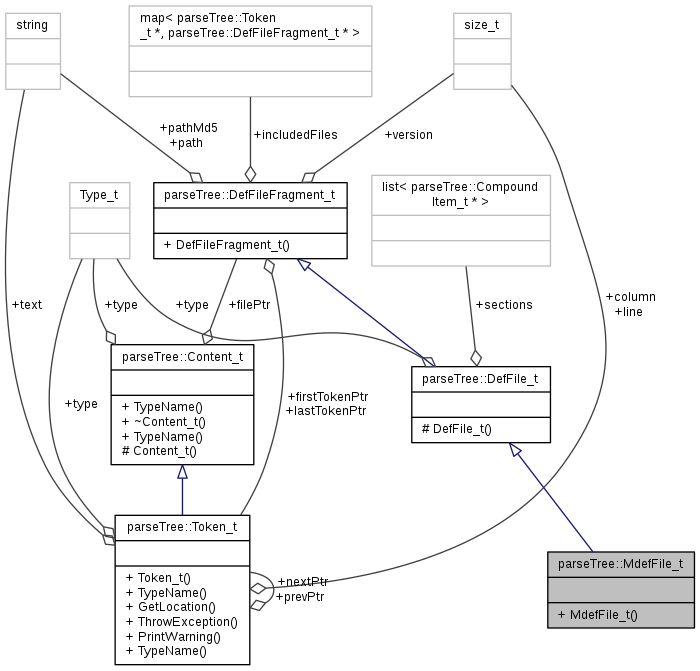 string
map< parseTree::Token
_t *, parseTree::DefFileFragment_t * >
size_t
+pathMd5
+path
+includedFiles
+version
Type_t
parseTree::DefFileFragment_t
+ DefFileFragment_t()
list< parseTree::Compound
Item_t * >
+text
+type
+type
+filePtr
+sections
+column
+line
parseTree::Content_t
+ TypeName()
+ ~Content_t()
+ TypeName()
# Content_t()
+type
+firstTokenPtr
+lastTokenPtr
parseTree::DefFile_t
# DefFile_t()
parseTree::Token_t
+ Token_t()
+ TypeName()
+ GetLocation()
+ ThrowException()
+ PrintWarning()
+ TypeName()
+nextPtr
+prevPtr
parseTree::MdefFile_t
+ MdefFile_t()